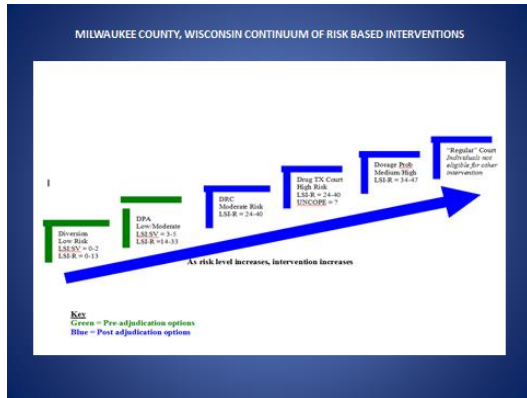 MILWAUKEE COUNTY, WISCONSIN CONTINUUM OF RISK BASED INTERVENTIONS
"Regular" Court
Individuals not
eligible for other
intervention
Dosage Prob
Medium/High
LSI-R = 34-47
Drug TX Court
High Risk
LSI-R = 24-40
UNCOPE = ?
DRC
Moderate Risk
LSI-R = 24-40
DPA
Low/Moderate
LSI-SV = 3-5
LSI-R =14-33
Diversion
Low Risk
LSI-SV = 0-2
LSI-R = 0-13
As risk level increases, intervention increases
Key
Green = Pre-adjudication options
Blue = Post adjudication options